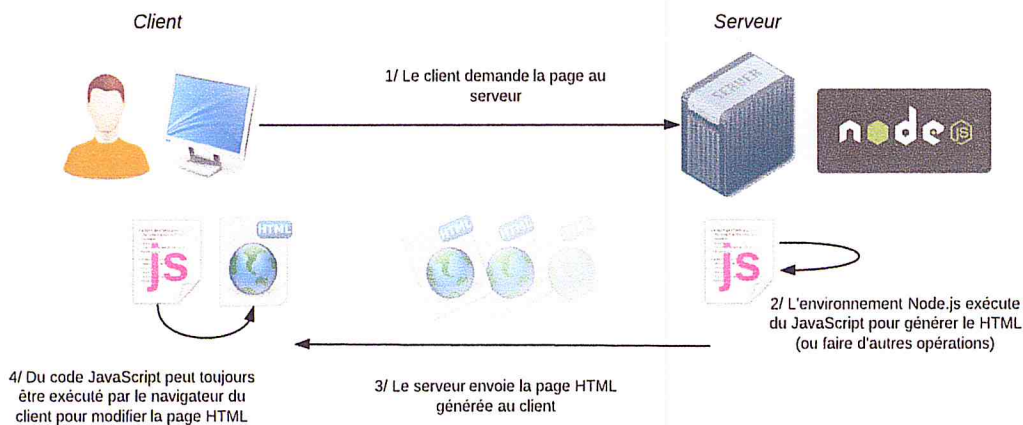 Client
Serveur
1/ Le client demande la page au
serveur
SERVER
node JS
HTML
js
HTML
HTML
HTML
js
2/ L'environnement Node.js exécute
du JavaScript pour générer le HTML
(ou faire d'autres opérations)
4/ Du code JavaScript peut toujours
être exécuté par le navigateur du
client pour modifier la page HTML
3/ Le serveur envoie la page HTML
générée au client